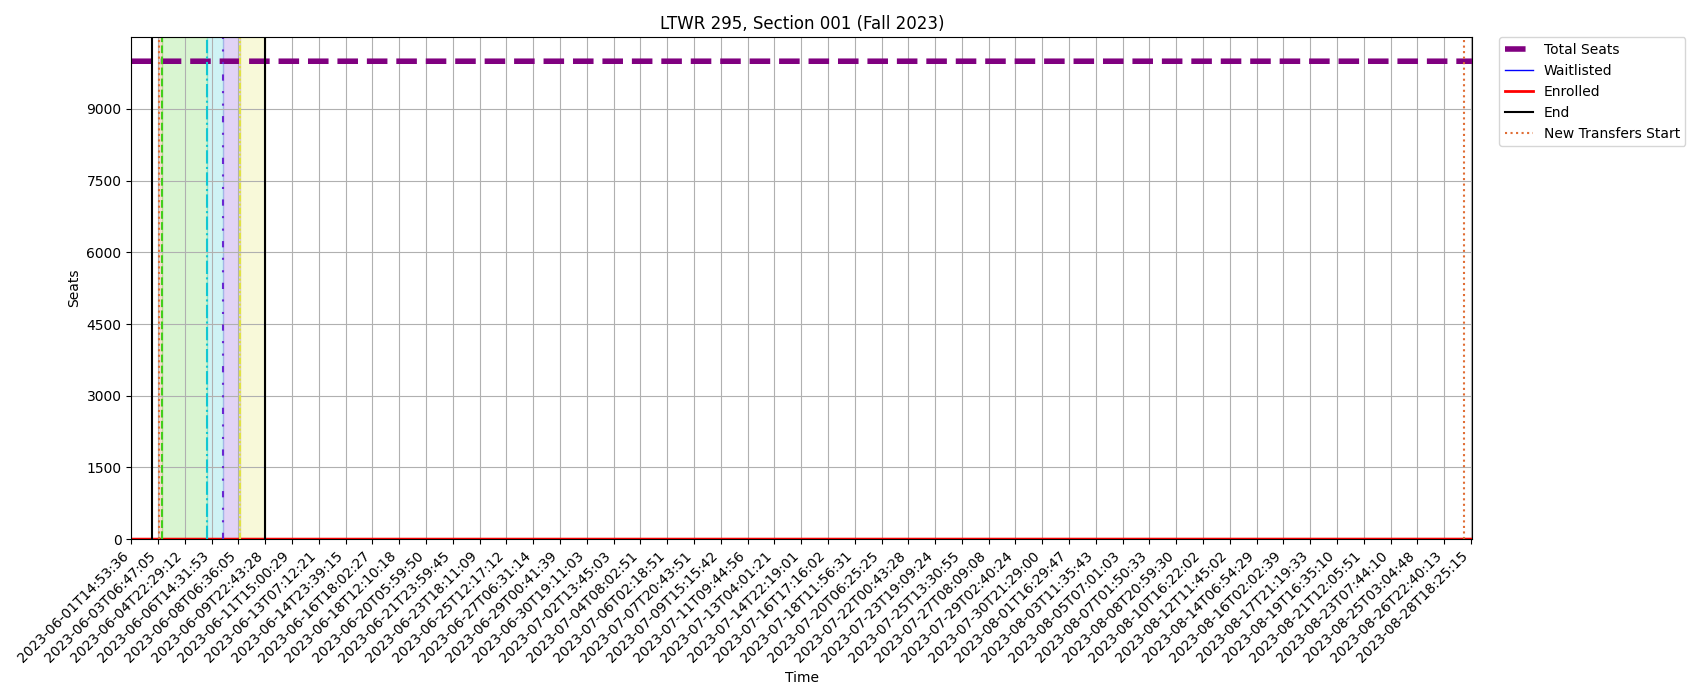 LTWR 295, Section 001 (Fall 2023)
Total Seats
Waitlisted
Enrolled
End
New Transfers Start
Seats
9000
7500
6000
4500
3000
1500
0
2023-06-01T14:53:36
2023-06-03T06:47:05
2023-06-04T22:29:12
2023-06-06T14:31:53
2023-06-08T06:36:05
2023-06-09T22:43:28
2023-06-11T15:00:29
2023-06-13T07:12:21
2023-06-14T23:39:15
2023-06-16T18:02:27
2023-06-18T12:10:18
2023-06-20T05:59:50
2023-06-21T23:59:45
2023-06-23T18:11:09
2023-06-25T12:17:12
2023-06-27T06:31:14
2023-06-29T00:41:39
2023-06-30T19:11:03
2023-07-02T13:45:03
2023-07-04T08:02:51
2023-07-06T02:18:51
2023-07-07T20:43:51
2023-07-09T15:15:42
2023-07-11T09:44:56
2023-07-13T04:01:21
2023-07-14T22:19:01
2023-07-16T17:16:02
2023-07-18T11:56:31
2023-07-20T06:25:25
2023-07-22T00:43:28
2023-07-23T19:09:24
2023-07-25T13:30:55
2023-07-27T08:09:08
2023-07-29T02:40:24
2023-07-30T21:29:00
2023-08-01T16:29:47
2023-08-03T11:35:43
2023-08-05T07:01:03
2023-08-07T01:50:33
2023-08-08T20:59:30
2023-08-10T16:22:02
2023-08-12T11:45:02
2023-08-14T06:54:29
2023-08-16T02:02:39
2023-08-17T21:19:33
2023-08-19T16:35:10
2023-08-21T12:05:51
2023-08-23T07:44:10
2023-08-25T03:04:48
2023-08-26T22:40:13
2023-08-28T18:25:15
Time